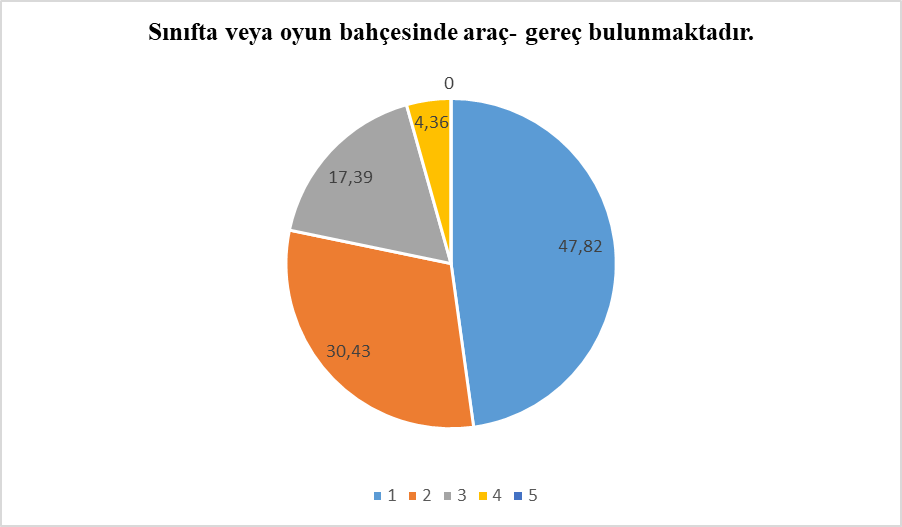 Sınıfta veya oyun bahçesinde araç- gereç bulunmaktadır.
0
4,36
17,39
47,82
30,43
1 2 3 4 5